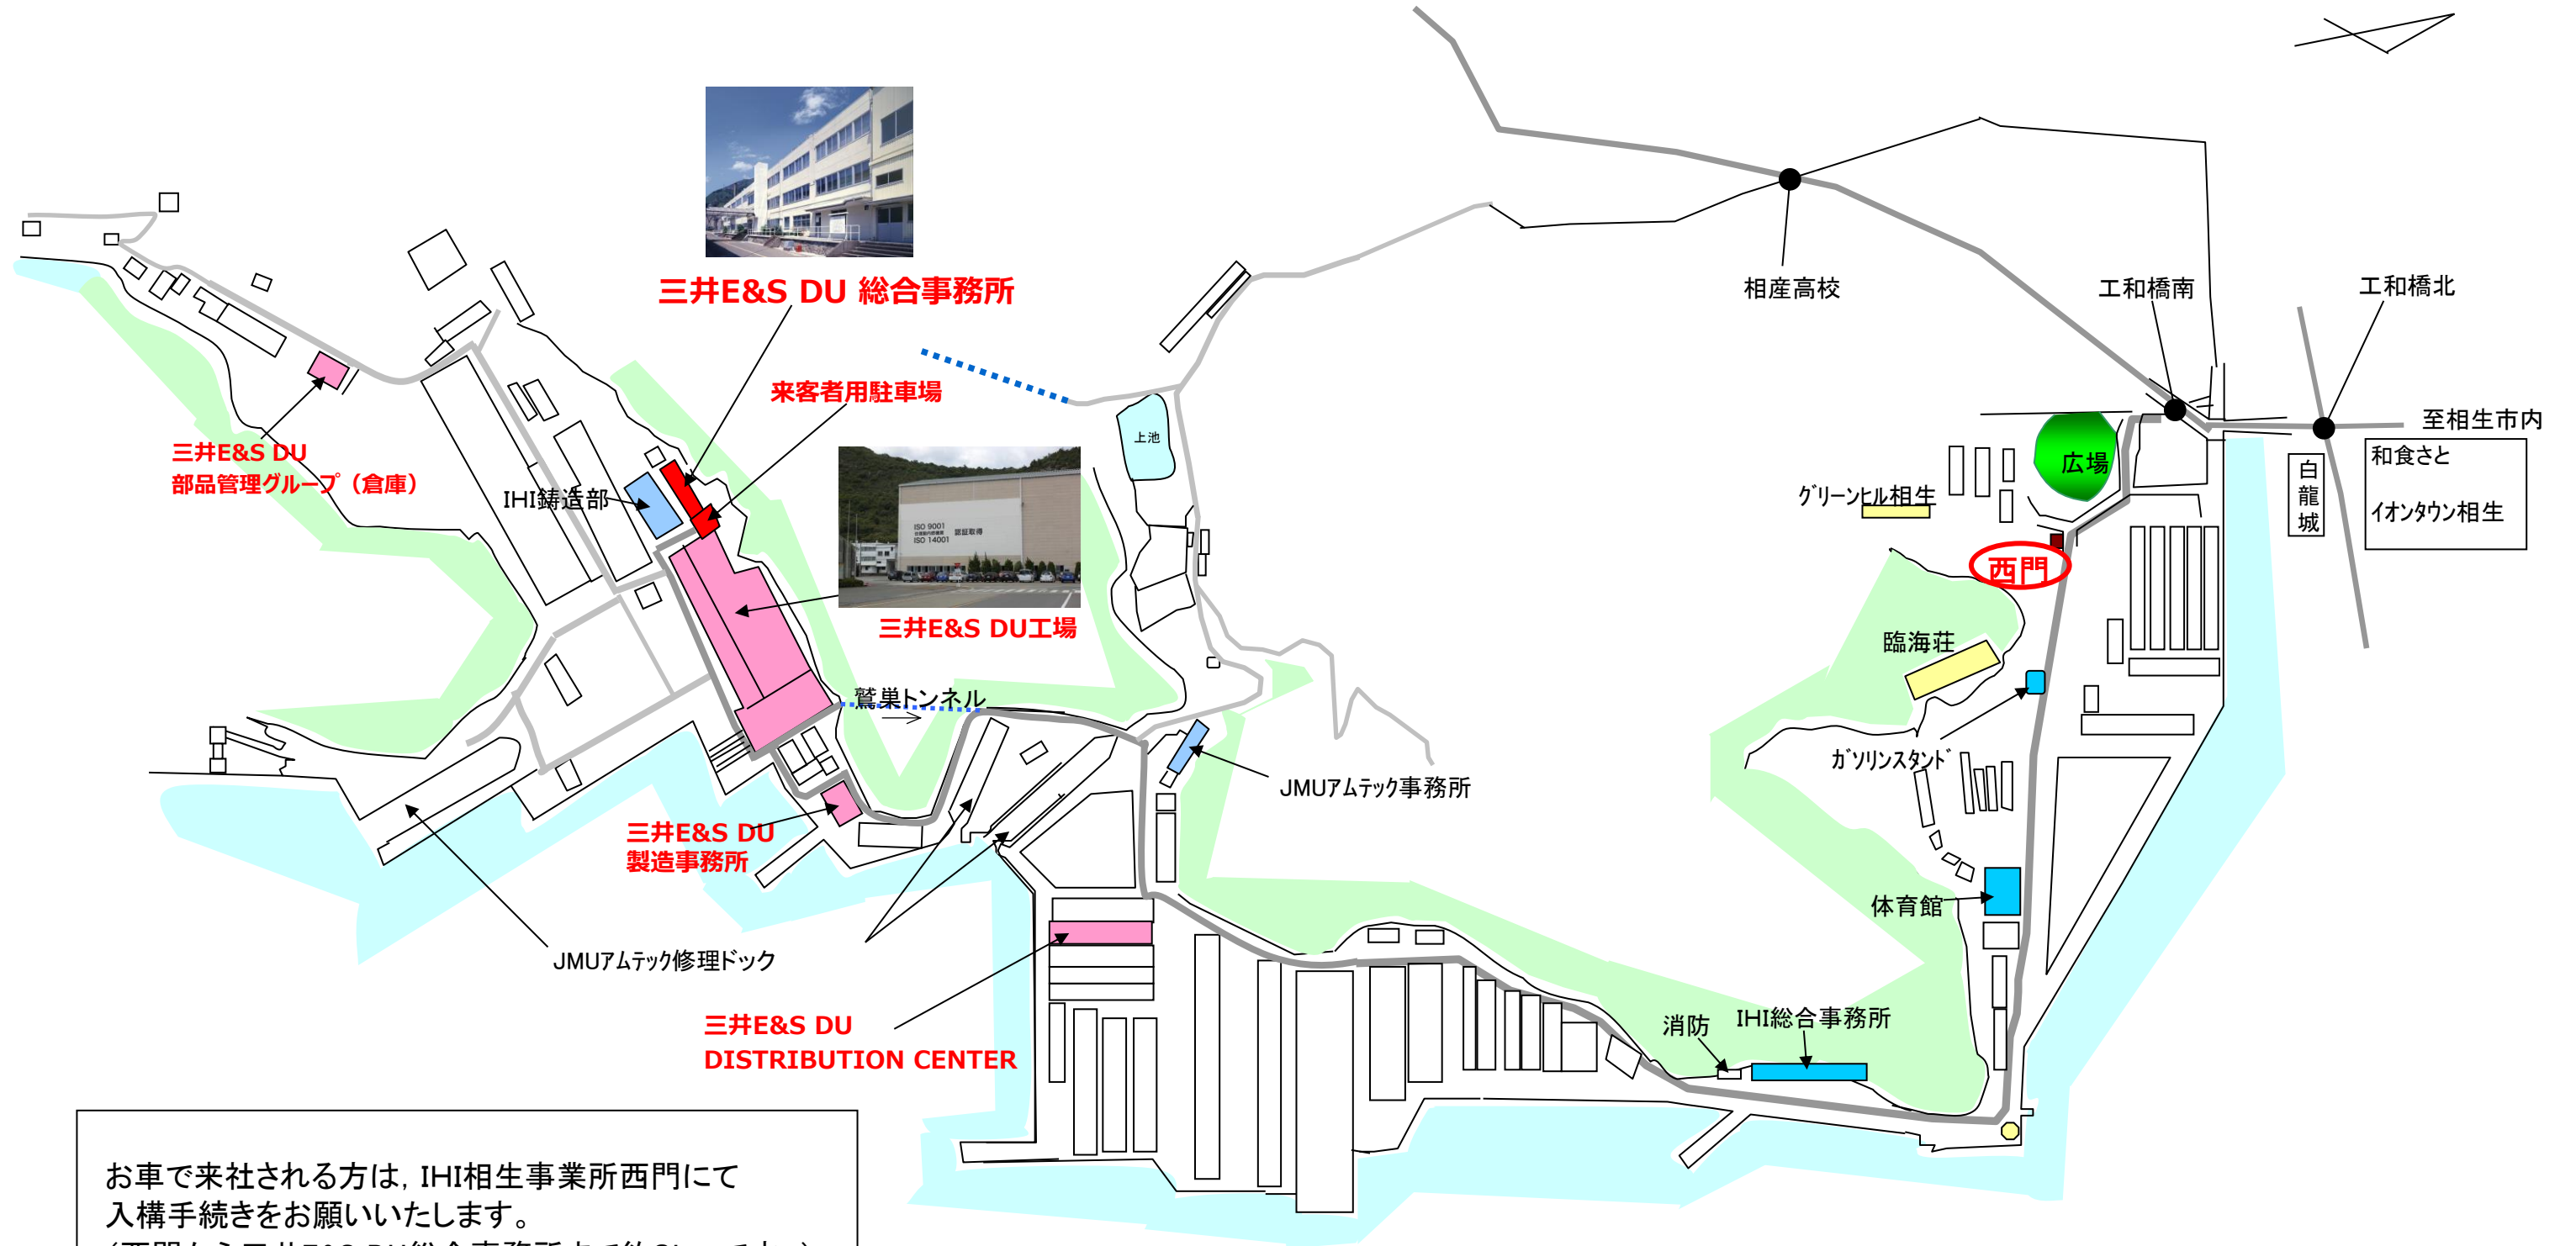 三井E&S DU 総合事務所
来客者用駐車場
相産高校
工和橋南
工和橋北
至相生市内
和食さと
イオンタウン相生
白龍城
広場
グリーンヒル相生
西門
臨海荘
ガソリンスタンド
体育館
上池
三井E&S DU
部品管理グループ（倉庫）
IHI鋳造部
ISO 9001
ISO 14001
認証取得
三井E&S DU工場
鷲巣トンネル
JMUアムテック事務所
三井E&S DU
製造事務所
JMUアムテック修理ドック
三井E&S DU
DISTRIBUTION CENTER
消防
IHI総合事務所
お車で来社される方は, IHI相生事業所西門にて
入構手続きをお願いいたします。